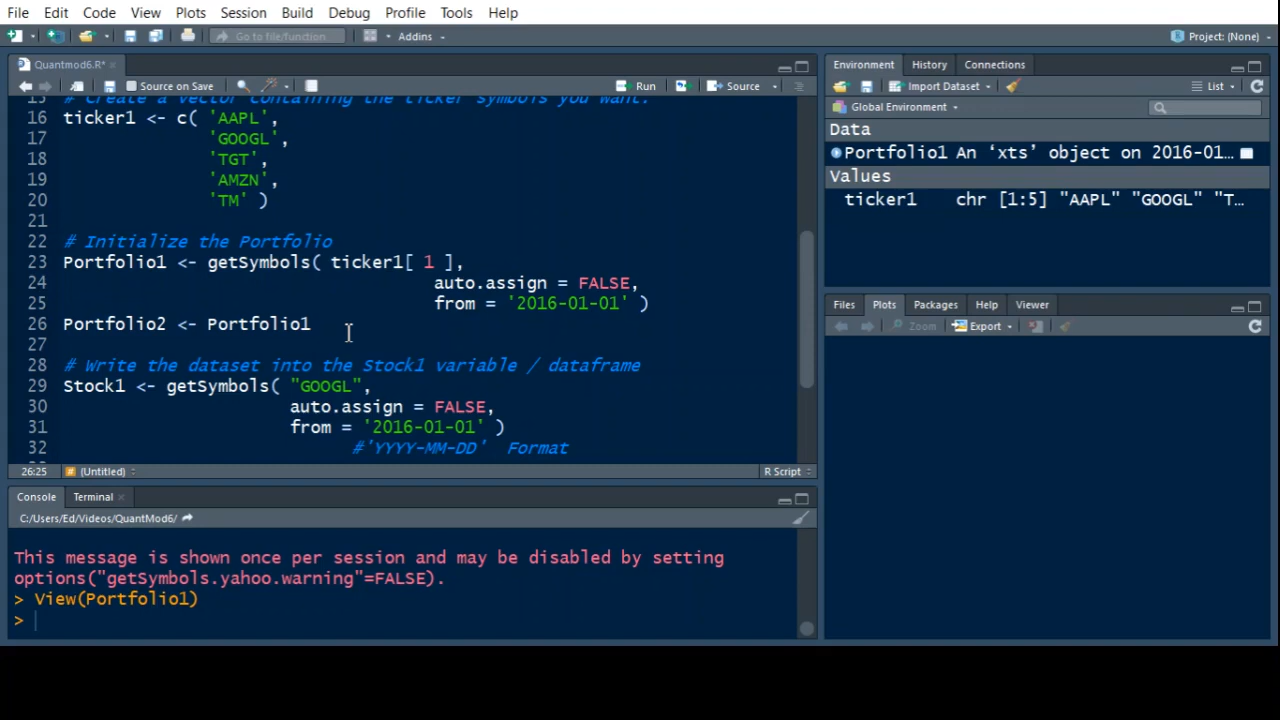 File Edit Code View Plots Session Build Debug Profile Tools Help
Go to file/function Addins Project: (None)
Quantmod6.R*
Source on Save Run Source
15 # Create a vector containing the ticker symbols you want.
16 ticker1 <- c( 'AAPL',
17 'GOOGL',
18 'TGT',
19 'AMZN',
20 'TM' )
21
22 # Initialize the Portfolio
23 Portfolio1 <- getSymbols( ticker1[ 1 ],
24 auto.assign = FALSE,
25 from = '2016-01-01' )
26 Portfolio2 <- Portfolio1
27
28 # Write the dataset into the Stock1 variable / dataframe
29 Stock1 <- getSymbols( "GOOGL",
30 auto.assign = FALSE,
31 from = '2016-01-01' )
32 #'YYYY-MM-DD' Format
26:25 # (Untitled) R Script
Console Terminal
C:/Users/Ed/Videos/QuantMod6/
This message is shown once per session and may be disabled by setting
options("getSymbols.yahoo.warning"=FALSE).
> View(Portfolio1)
>
Environment History Connections
Import Dataset List
Global Environment
Data
Portfolio1 An ‘xts’ object on 2016-01…
Values
ticker1 chr [1:5] "AAPL" "GOOGL" "T…
Files Plots Packages Help Viewer
Zoom Export